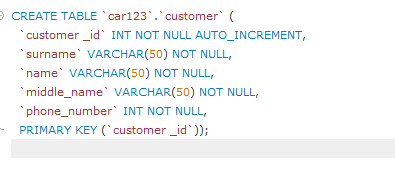 CREATE TABLE `car123`.`customer` (
`customer _id` INT NOT NULL AUTO_INCREMENT,
`surname` VARCHAR(50) NOT NULL,
`name` VARCHAR(50) NOT NULL,
`middle_name` VARCHAR(50) NOT NULL,
`phone_number` INT NOT NULL,
PRIMARY KEY (`customer _id`));